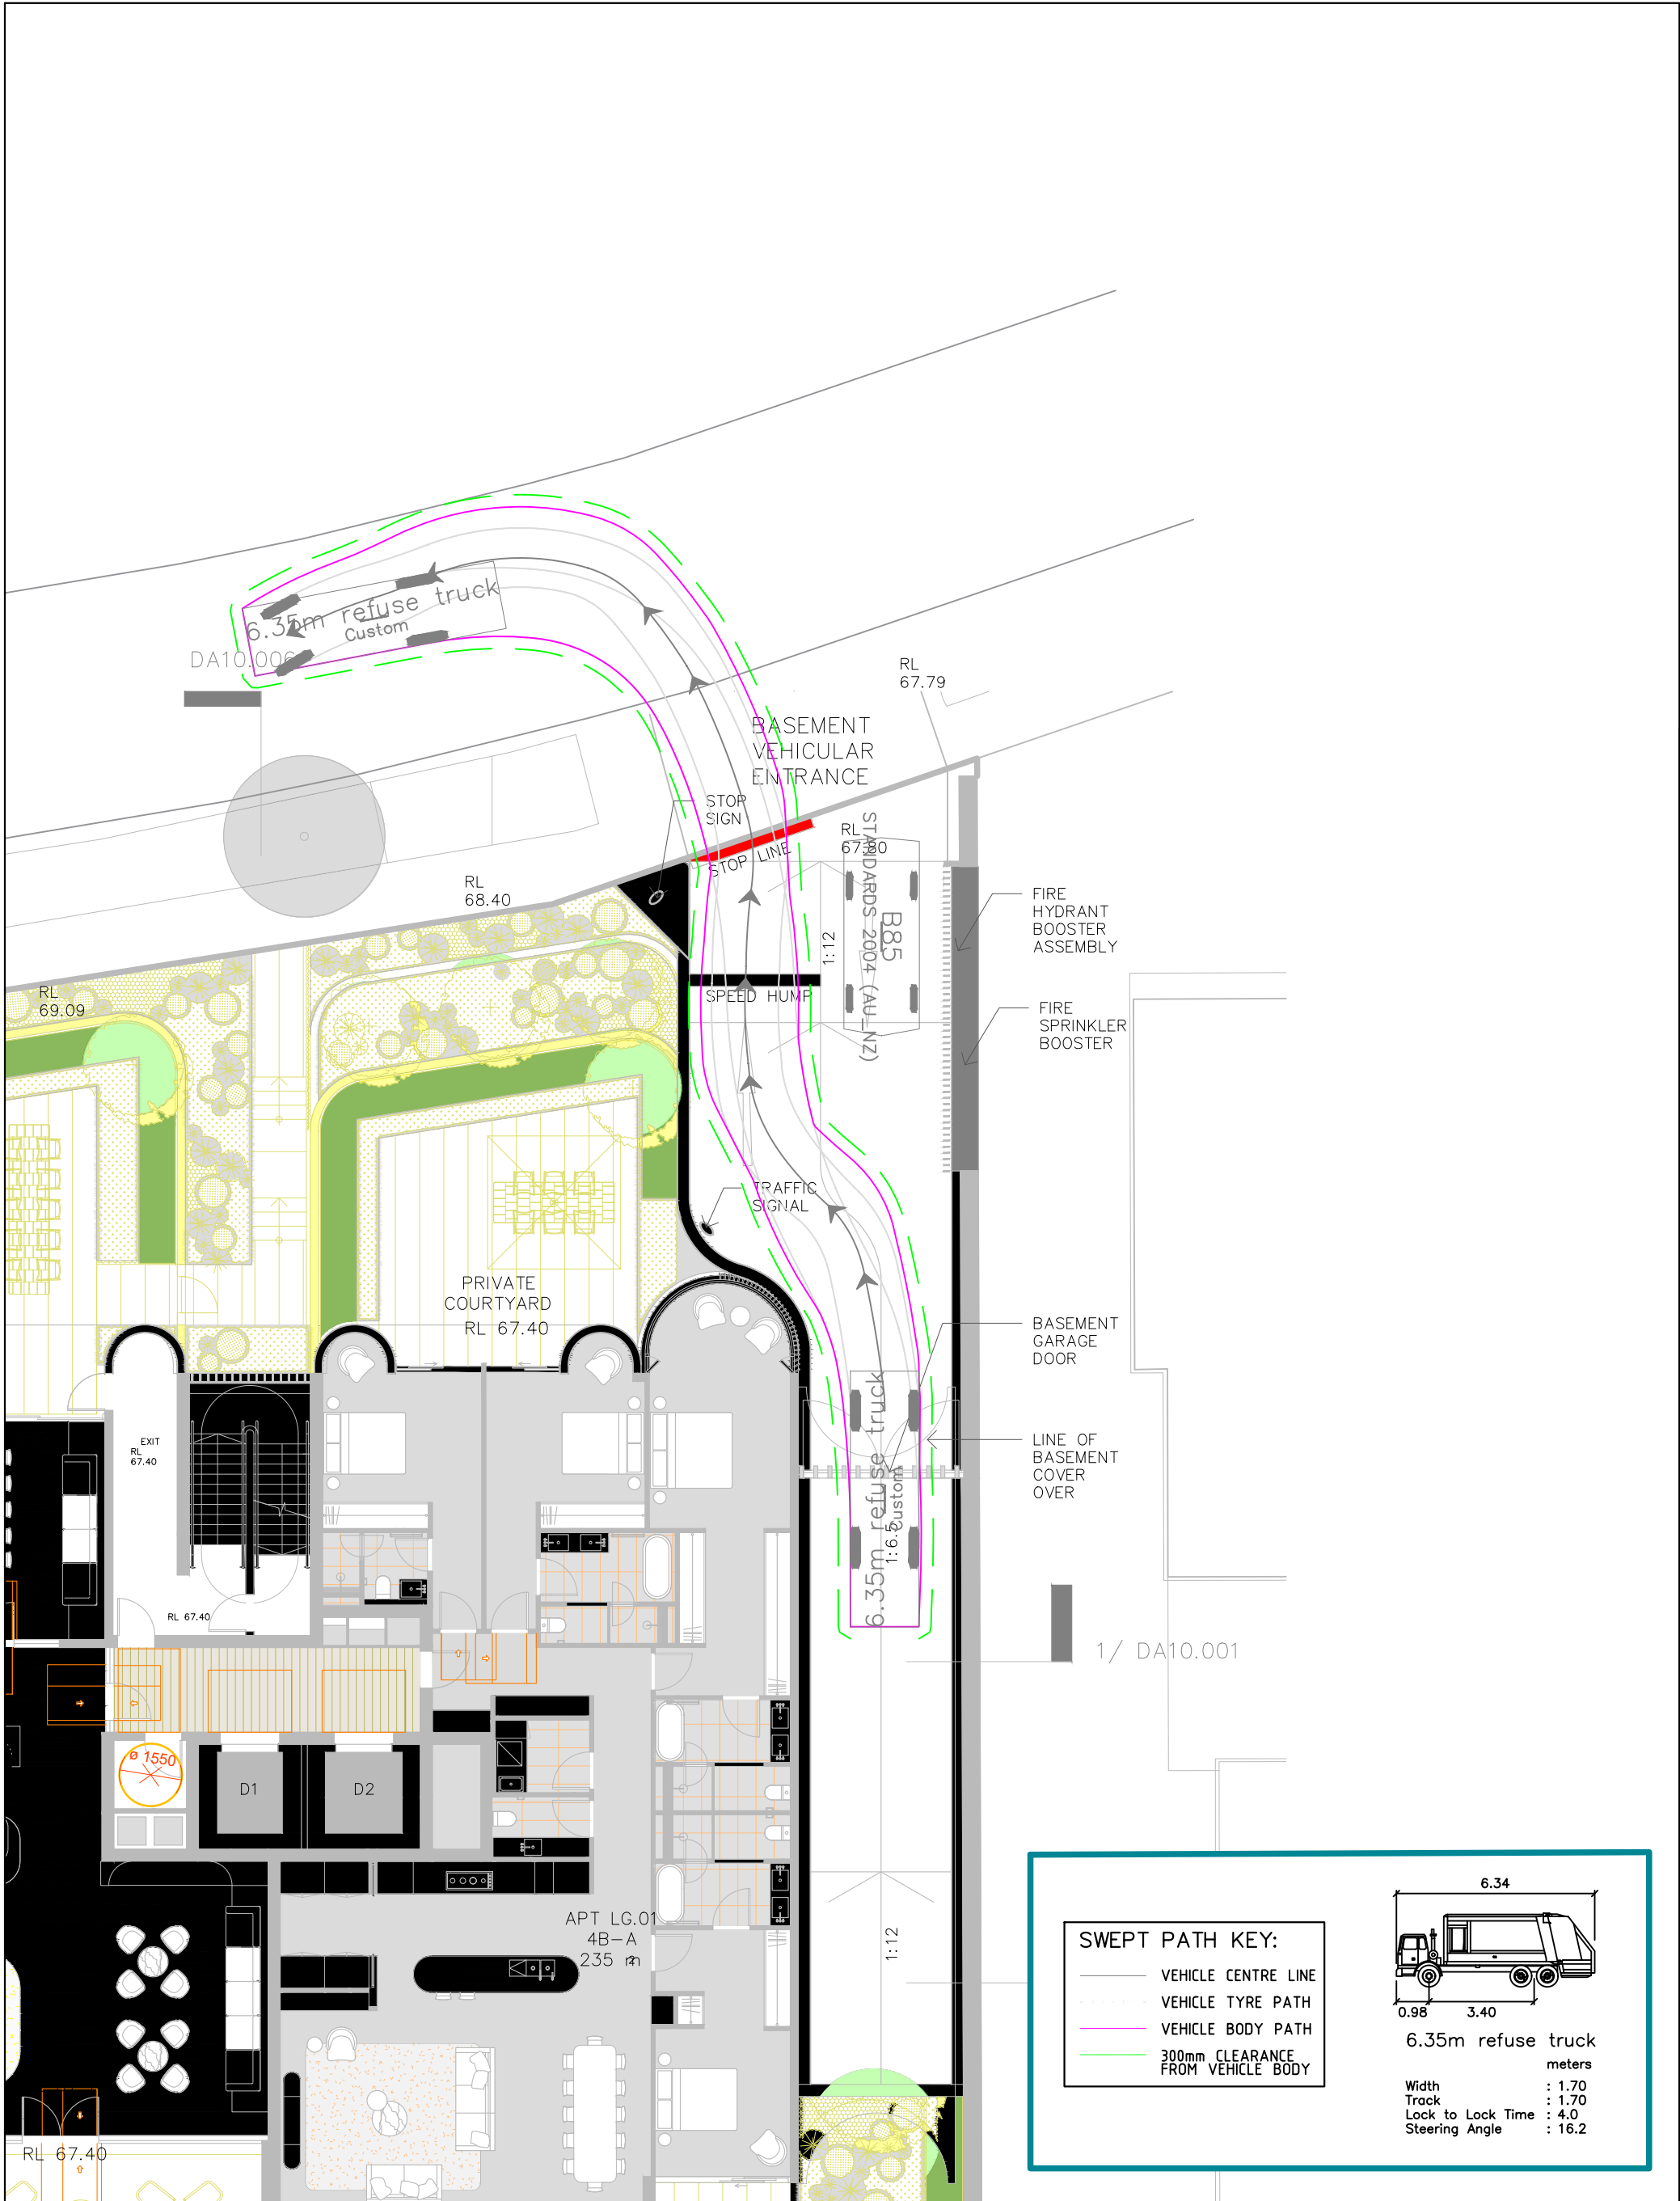 6.35m refuse truck
Custom
DA10.006
RL
67.79
BASEMENT
VEHICULAR
ENTRANCE
STOP
SIGN
STOP LINE
RL
67.80
RL
68.40
STANDARDS 2004 (AU_NZ)
B85
1:12
SPEED HUMP
FIRE
HYDRANT
BOOSTER
ASSEMBLY
FIRE
SPRINKLER
BOOSTER
RL
69.09
TRAFFIC
SIGNAL
PRIVATE
COURTYARD
RL 67.40
BASEMENT
GARAGE
DOOR
LINE OF
BASEMENT
COVER
OVER
6.35m refuse truck
Custom
1:6.5
EXIT
RL
67.40
RL 67.40
1/ DA10.001
ø 1550
D1
D2
APT LG.01
4B-A
235 m²
1:12
RL 67.40
SWEPT PATH KEY:
VEHICLE CENTRE LINE
VEHICLE TYRE PATH
VEHICLE BODY PATH
300mm CLEARANCE
FROM VEHICLE BODY
6.34
0.98
3.40
6.35m refuse truck
meters
Width : 1.70
Track : 1.70
Lock to Lock Time : 4.0
Steering Angle : 16.2